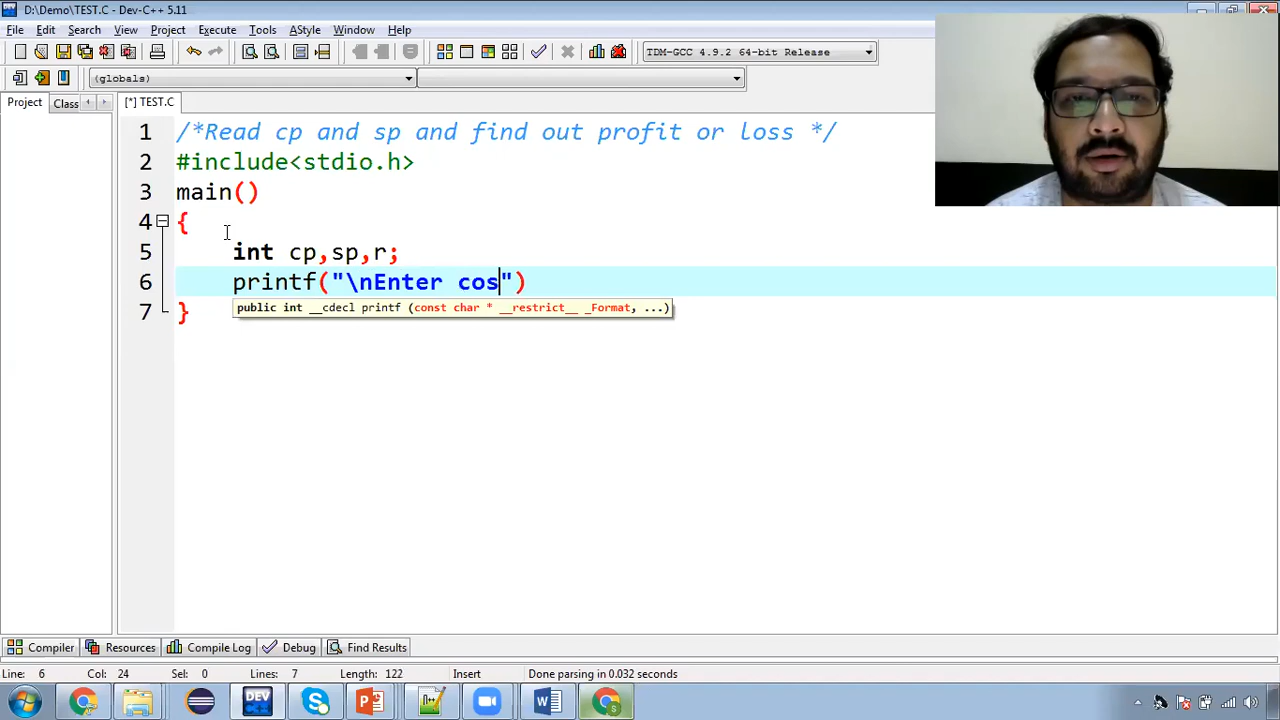 D:\Demo\TEST.C - Dev-C++ 5.11
File Edit Search View Project Execute Tools AStyle Window Help
TDM-GCC 4.9.2 64-bit Release
(globals)
Project Class [*] TEST.C
1 /*Read cp and sp and find out profit or loss */
2 #include<stdio.h>
3 main()
4 {
5 int cp,sp,r;
6 printf("\nEnter cos")
public int __cdecl printf (const char * __restrict__ _Format, ...)
7 }
Compiler Resources Compile Log Debug Find Results
Line: 6 Col: 24 Sel: 0 Lines: 7 Length: 122 Insert Done parsing in 0.032 seconds
DEV C++